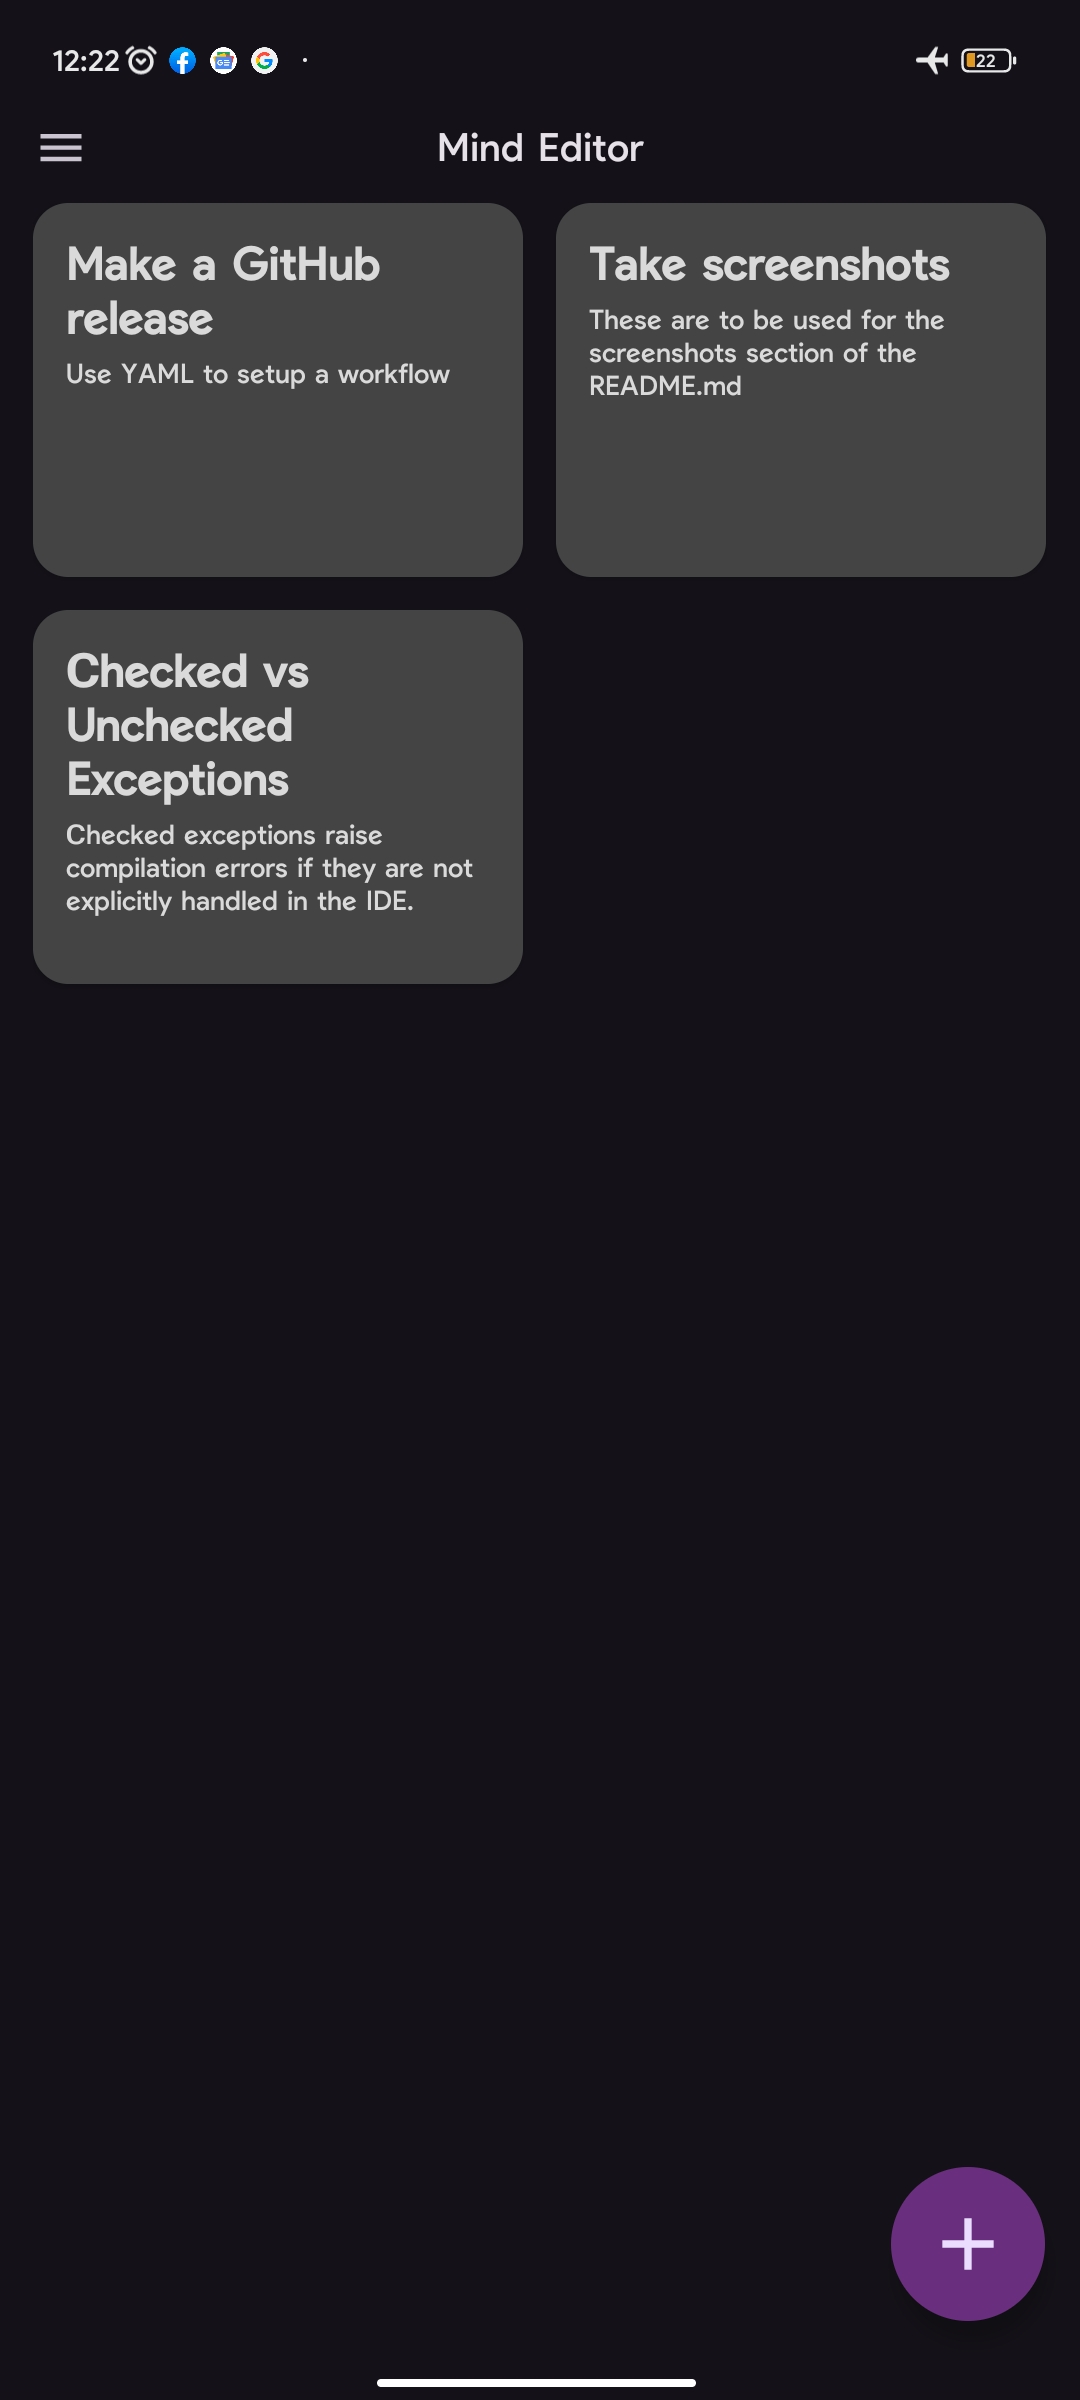 12:22
22
Mind Editor
Make a GitHub
release
Use YAML to setup a workflow
Take screenshots
These are to be used for the
screenshots section of the
README.md
Checked vs
Unchecked
Exceptions
Checked exceptions raise
compilation errors if they are not
explicitly handled in the IDE.